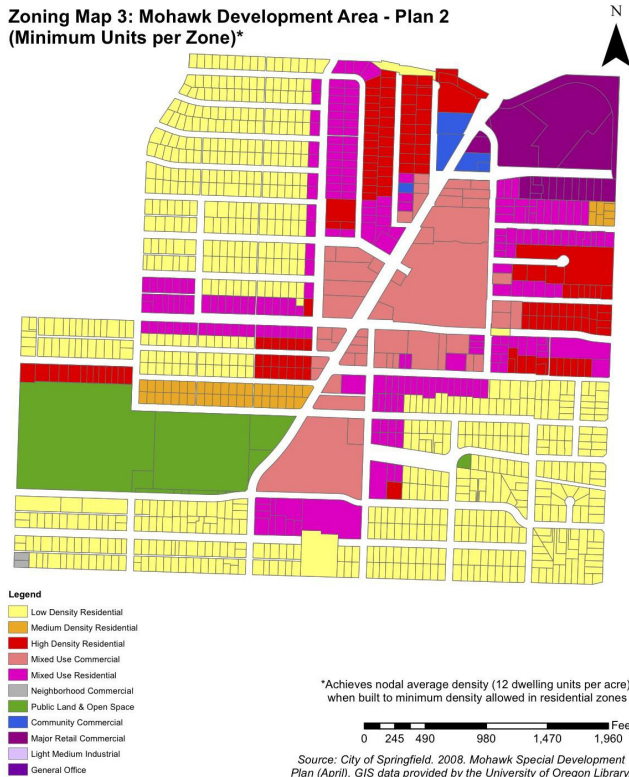 Zoning Map 3: Mohawk Development Area - Plan 2
(Minimum Units per Zone)*
N
Legend
Low Density Residential
Medium Density Residential
High Density Residential
Mixed Use Commercial
Mixed Use Residential
Neighborhood Commercial
Public Land & Open Space
Community Commercial
Major Retail Commercial
Light Medium Industrial
General Office
*Achieves nodal average density (12 dwelling units per acre)
when built to minimum density allowed in residential zones
Fee
0 245 490 980 1,470 1,960
Source: City of Springfield. 2008. Mohawk Special Development
Plan (April). GIS data provided by the University of Oregon Librar